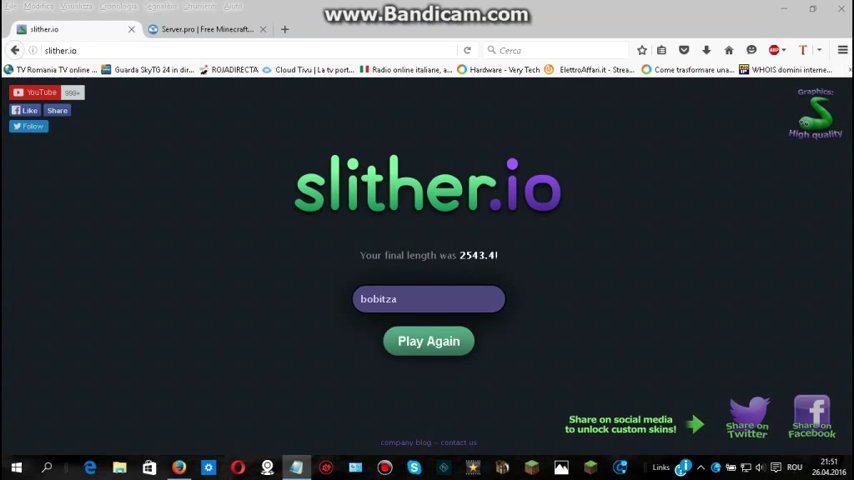 www.Bandicam.com
slither.io
Server.pro | Free Minecraft...
slither.io
Cerca
TV Romania TV online ...
Guarda SkyTG 24 in dir...
ROJADIRECTA
Cloud Tivu | La tv port...
Radio online italiane, a...
Hardware - Very Tech
ElettroAffari.it - Strea...
Come trasformare una...
WHOIS domini interne...
YouTube 999+
Like Share
Follow
Graphics:
High quality
slither.io
Your final length was 2543.4!
bobitza
Play Again
Share on social media
to unlock custom skins!
Share on
Twitter
Share on
Facebook
company blog - contact us
Links
ROU
21:51
26.04.2016